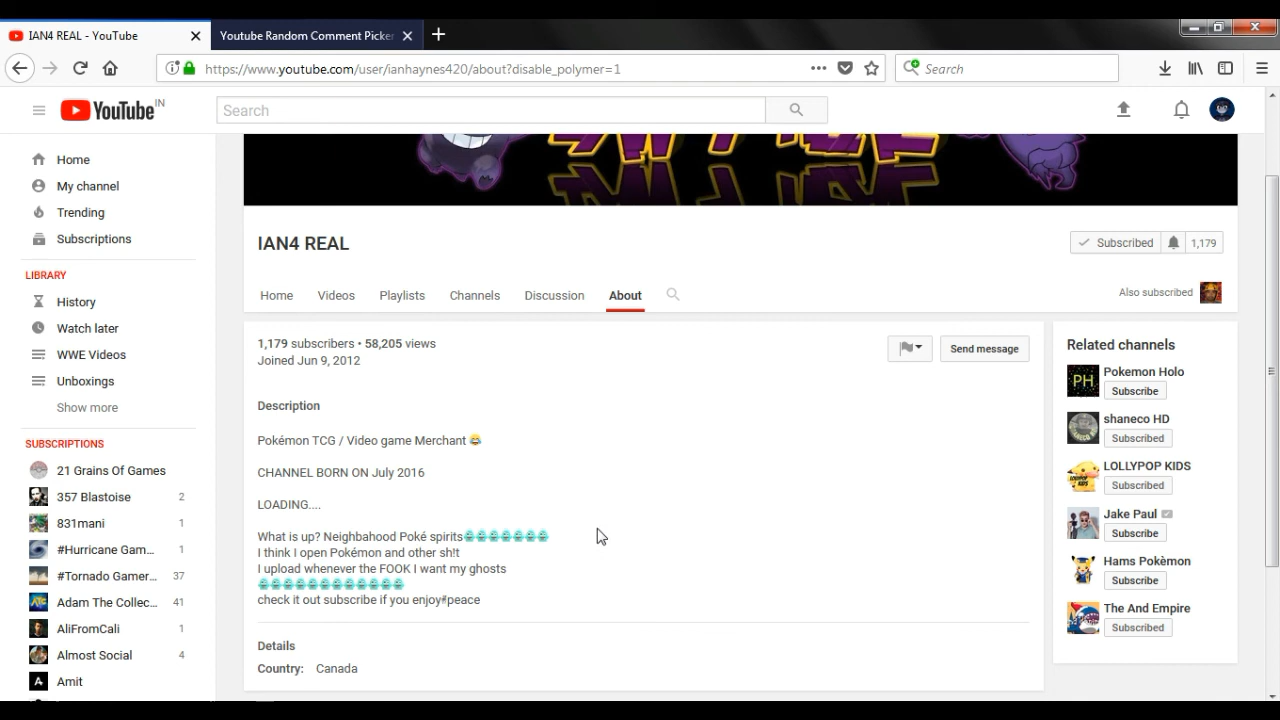 IAN4 REAL - YouTube
Youtube Random Comment Picker
https://www.youtube.com/user/ianhaynes420/about?disable_polymer=1
Search
YouTube IN
Search
Home
My channel
Trending
Subscriptions
LIBRARY
History
Watch later
WWE Videos
Unboxings
Show more
SUBSCRIPTIONS
21 Grains Of Games
357 Blastoise 2
831mani 1
#Hurricane Gam... 1
#Tornado Gamer... 37
Adam The Collec... 41
AliFromCali 1
Almost Social 4
Amit
IAN4 REAL
Subscribed 1,179
Home Videos Playlists Channels Discussion About
Also subscribed
1,179 subscribers • 58,205 views
Joined Jun 9, 2012
Send message
Description
Pokémon TCG / Video game Merchant 😂
CHANNEL BORN ON July 2016
LOADING....
What is up? Neighbahood Poké spirits
I think I open Pokémon and other sh!t
I upload whenever the FOOK I want my ghosts
check it out subscribe if you enjoy#peace
Details
Country: Canada
Related channels
Pokemon Holo
Subscribe
shaneco HD
Subscribed
LOLLYPOP KIDS
Subscribed
Jake Paul
Subscribe
Hams Pokèmon
Subscribe
The And Empire
Subscribed